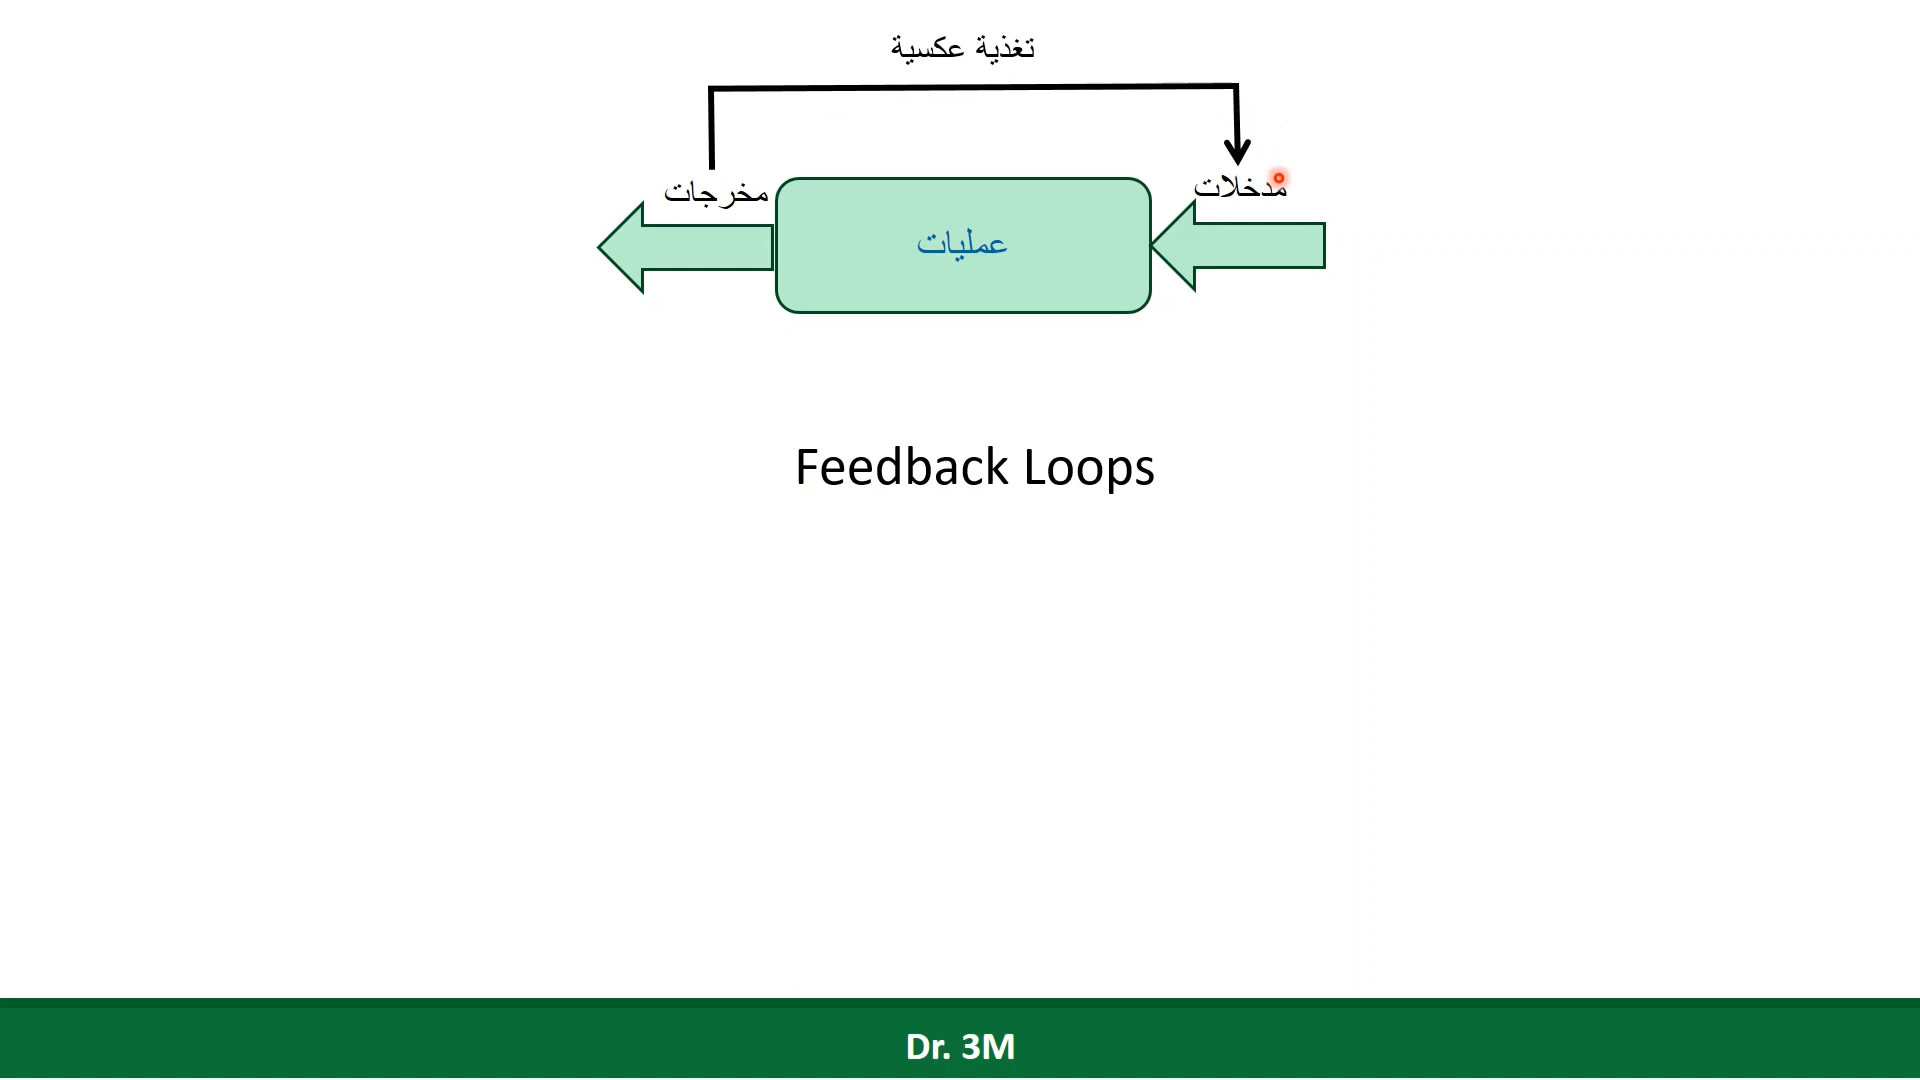 تغذية عكسية
مدخلات
مخرجات
عمليات
Feedback Loops
Dr. 3M